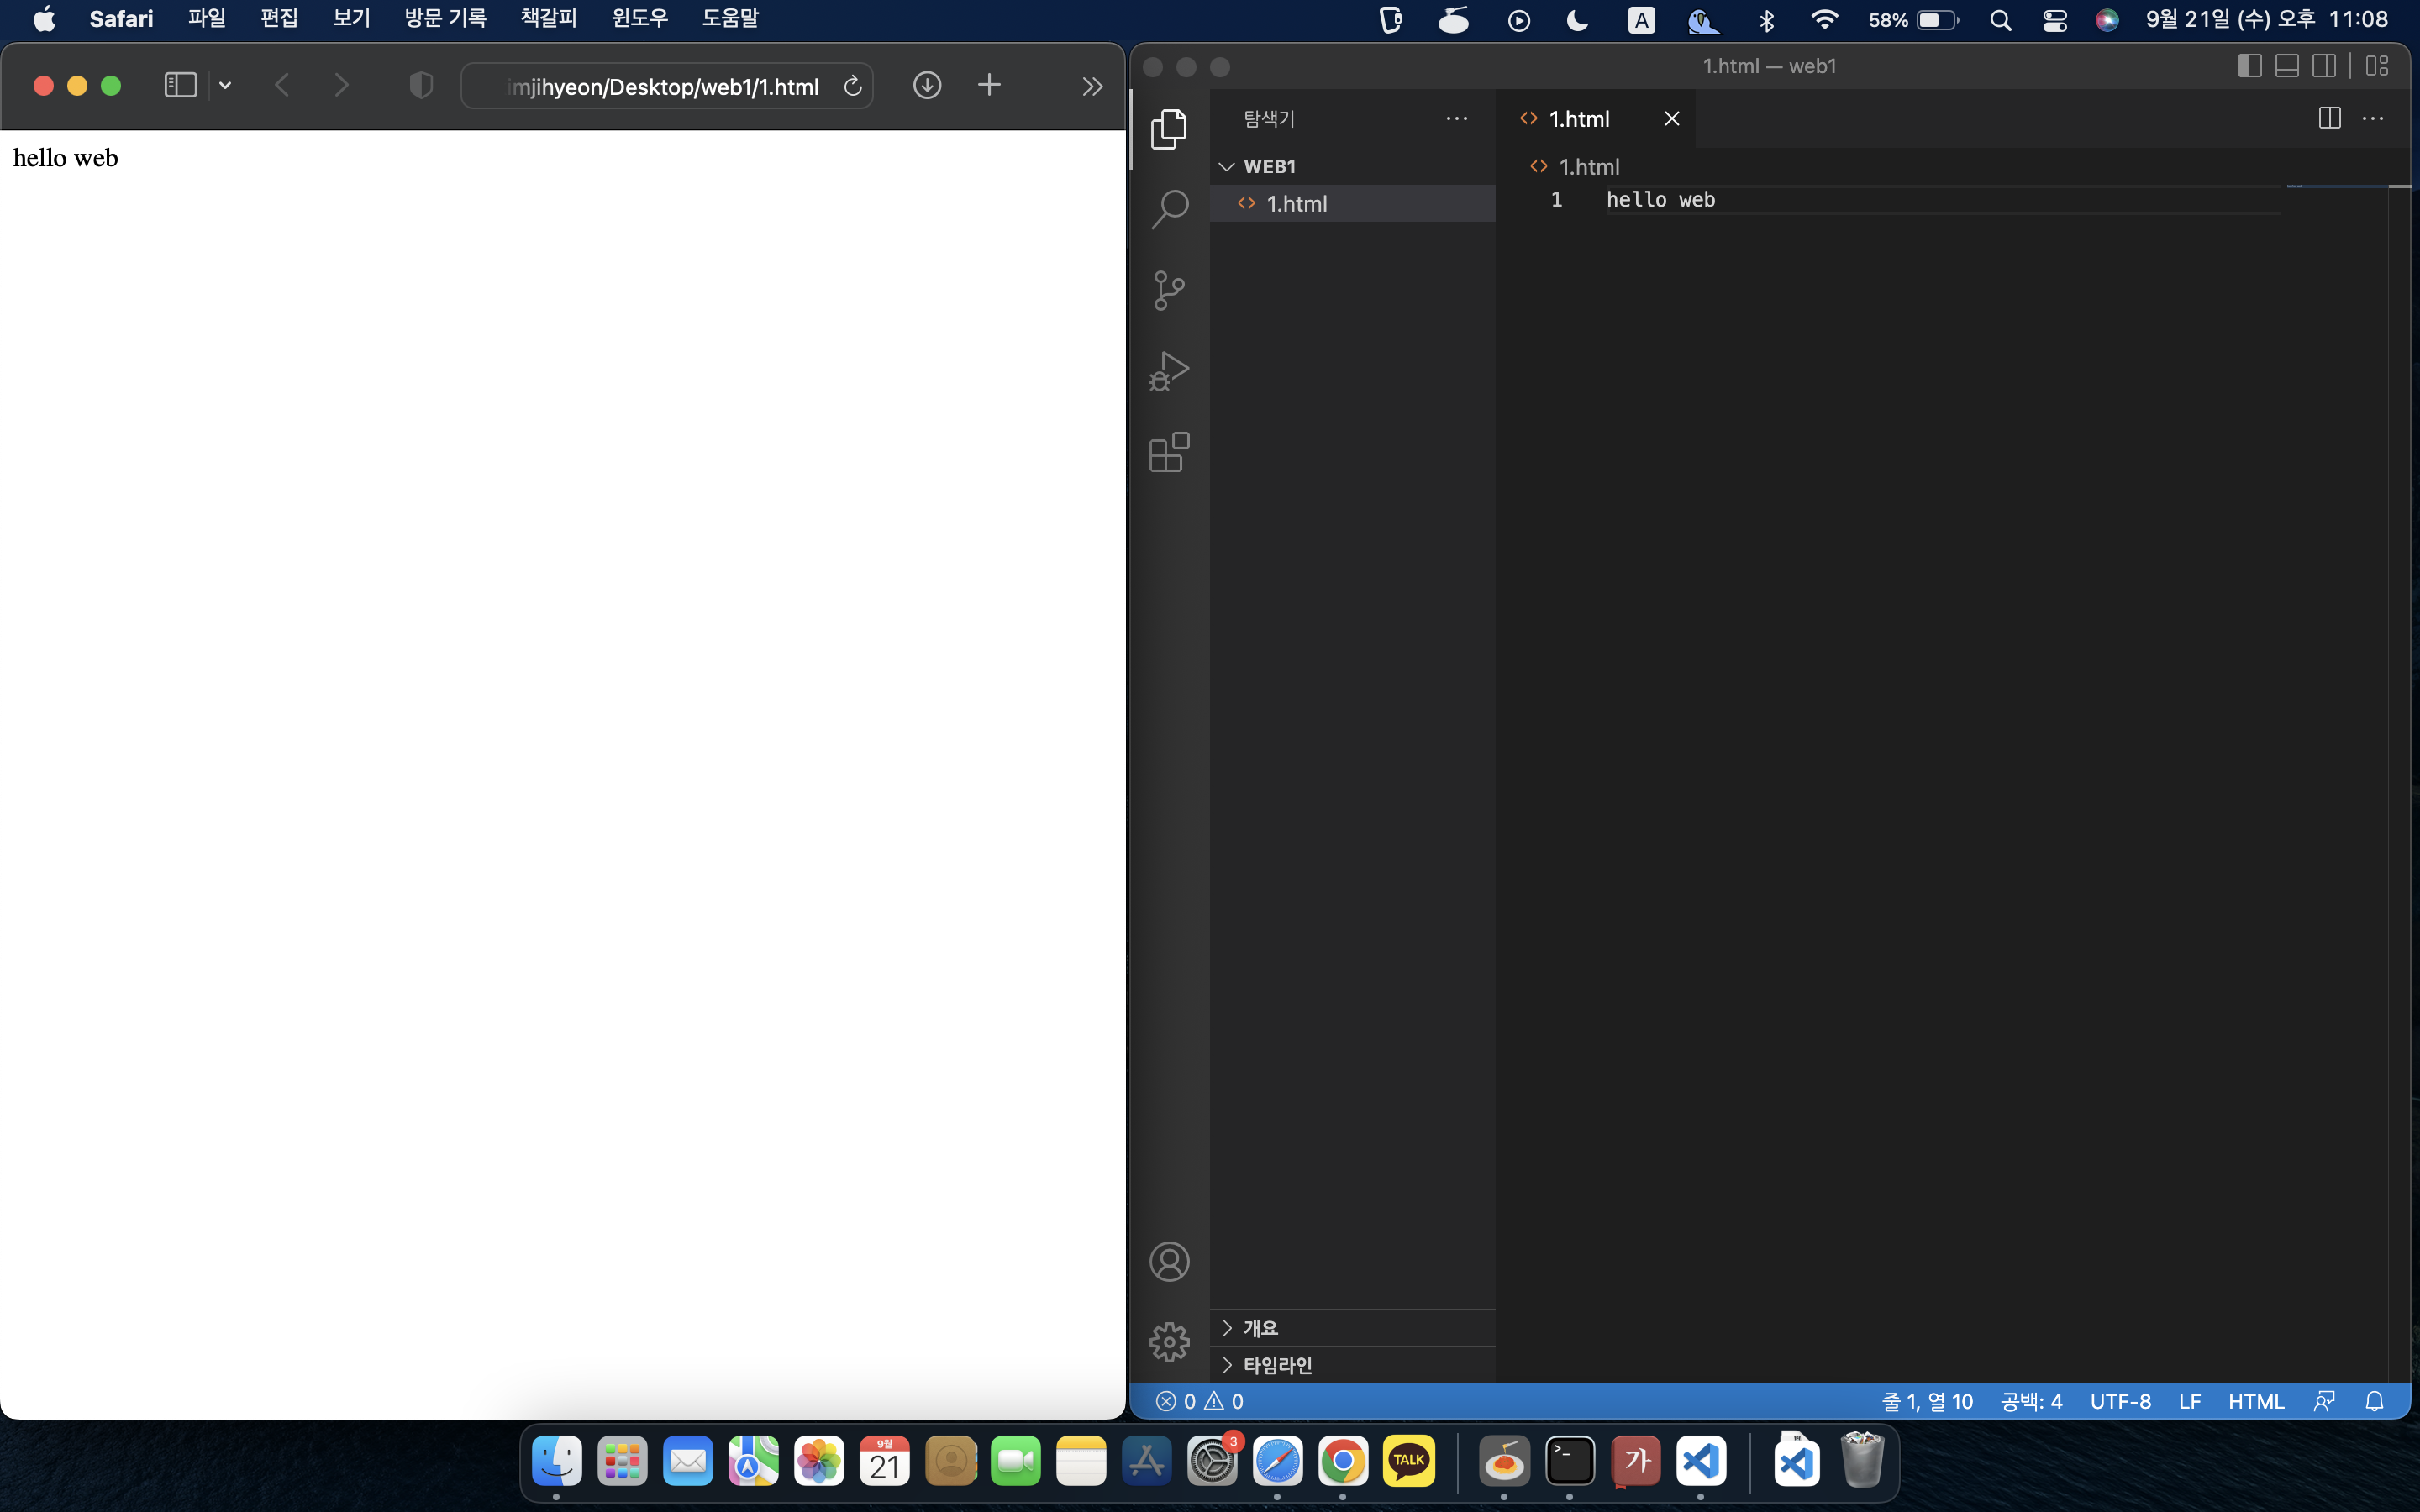 Safari 파일 편집 보기 방문 기록 책갈피 윈도우 도움말 A 58% 9월 21일 (수) 오후 11:08
imjihyeon/Desktop/web1/1.html
hello web
1.html — web1
탐색기
1.html
WEB1
1.html
1.html
1 hello web
개요
타임라인
0 0 줄 1, 열 10 공백: 4 UTF-8 LF HTML
9월
21
3
TALK
>_
가